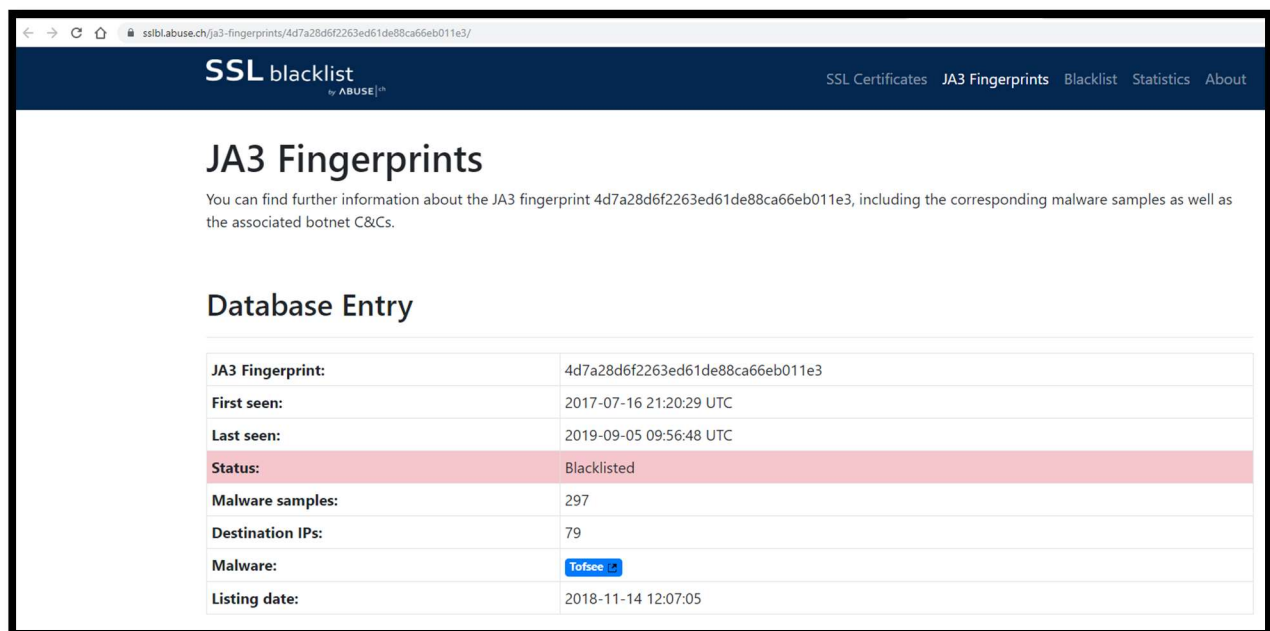 sslbl.abuse.ch/ja3-fingerprints/4d7a28d6f2263ed61de88ca66eb011e3/
SSL blacklist
by ABUSE|ch
SSL Certificates JA3 Fingerprints Blacklist Statistics About
JA3 Fingerprints
You can find further information about the JA3 fingerprint 4d7a28d6f2263ed61de88ca66eb011e3, including the corresponding malware samples as well as
the associated botnet C&Cs.
Database Entry
JA3 Fingerprint: 4d7a28d6f2263ed61de88ca66eb011e3
First seen: 2017-07-16 21:20:29 UTC
Last seen: 2019-09-05 09:56:48 UTC
Status: Blacklisted
Malware samples: 297
Destination IPs: 79
Malware: Tofsee
Listing date: 2018-11-14 12:07:05